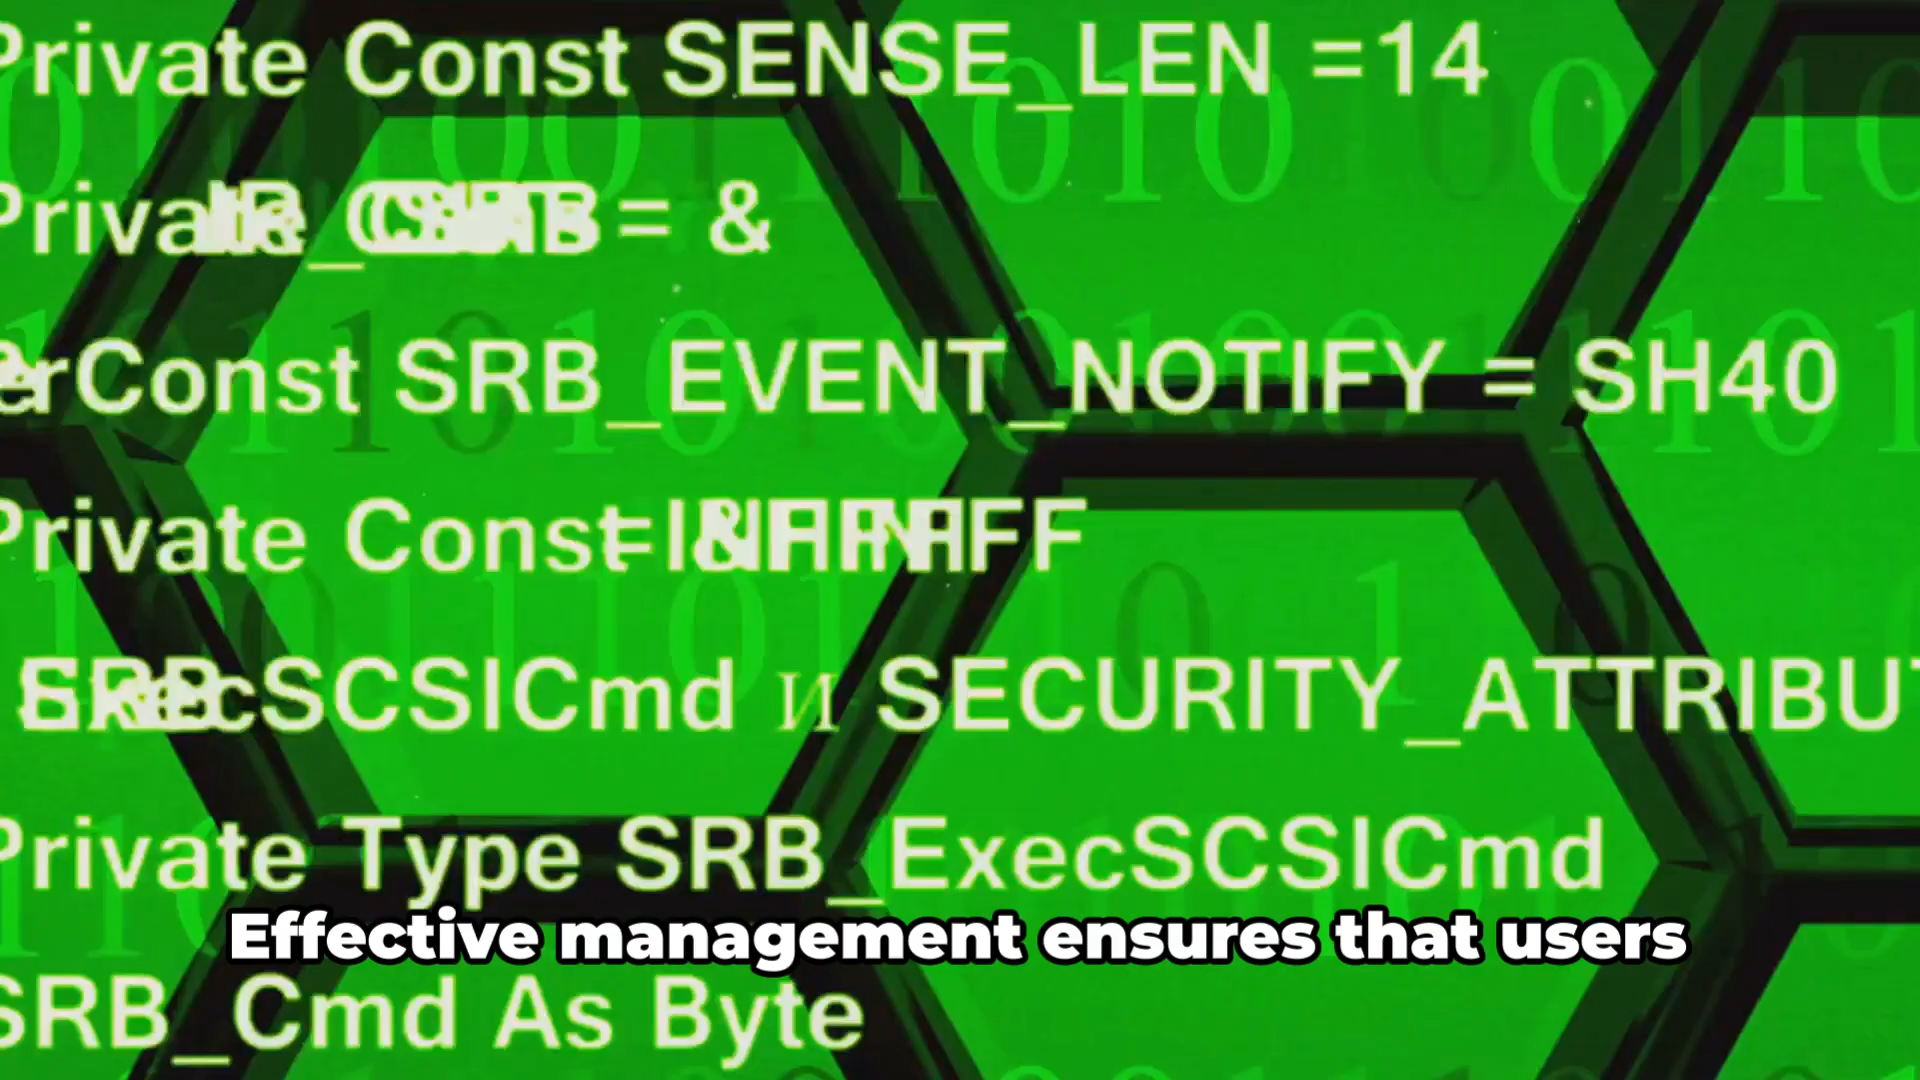 Private Const SENSE_LEN =14
Private = &
Const SRB_EVENT_NOTIFY = SH40
Private Const
SCSICmd И SECURITY_ATTRIBUT
Private Type SRB_ExecSCSICmd
Effective management ensures that users
SRB_Cmd As Byte